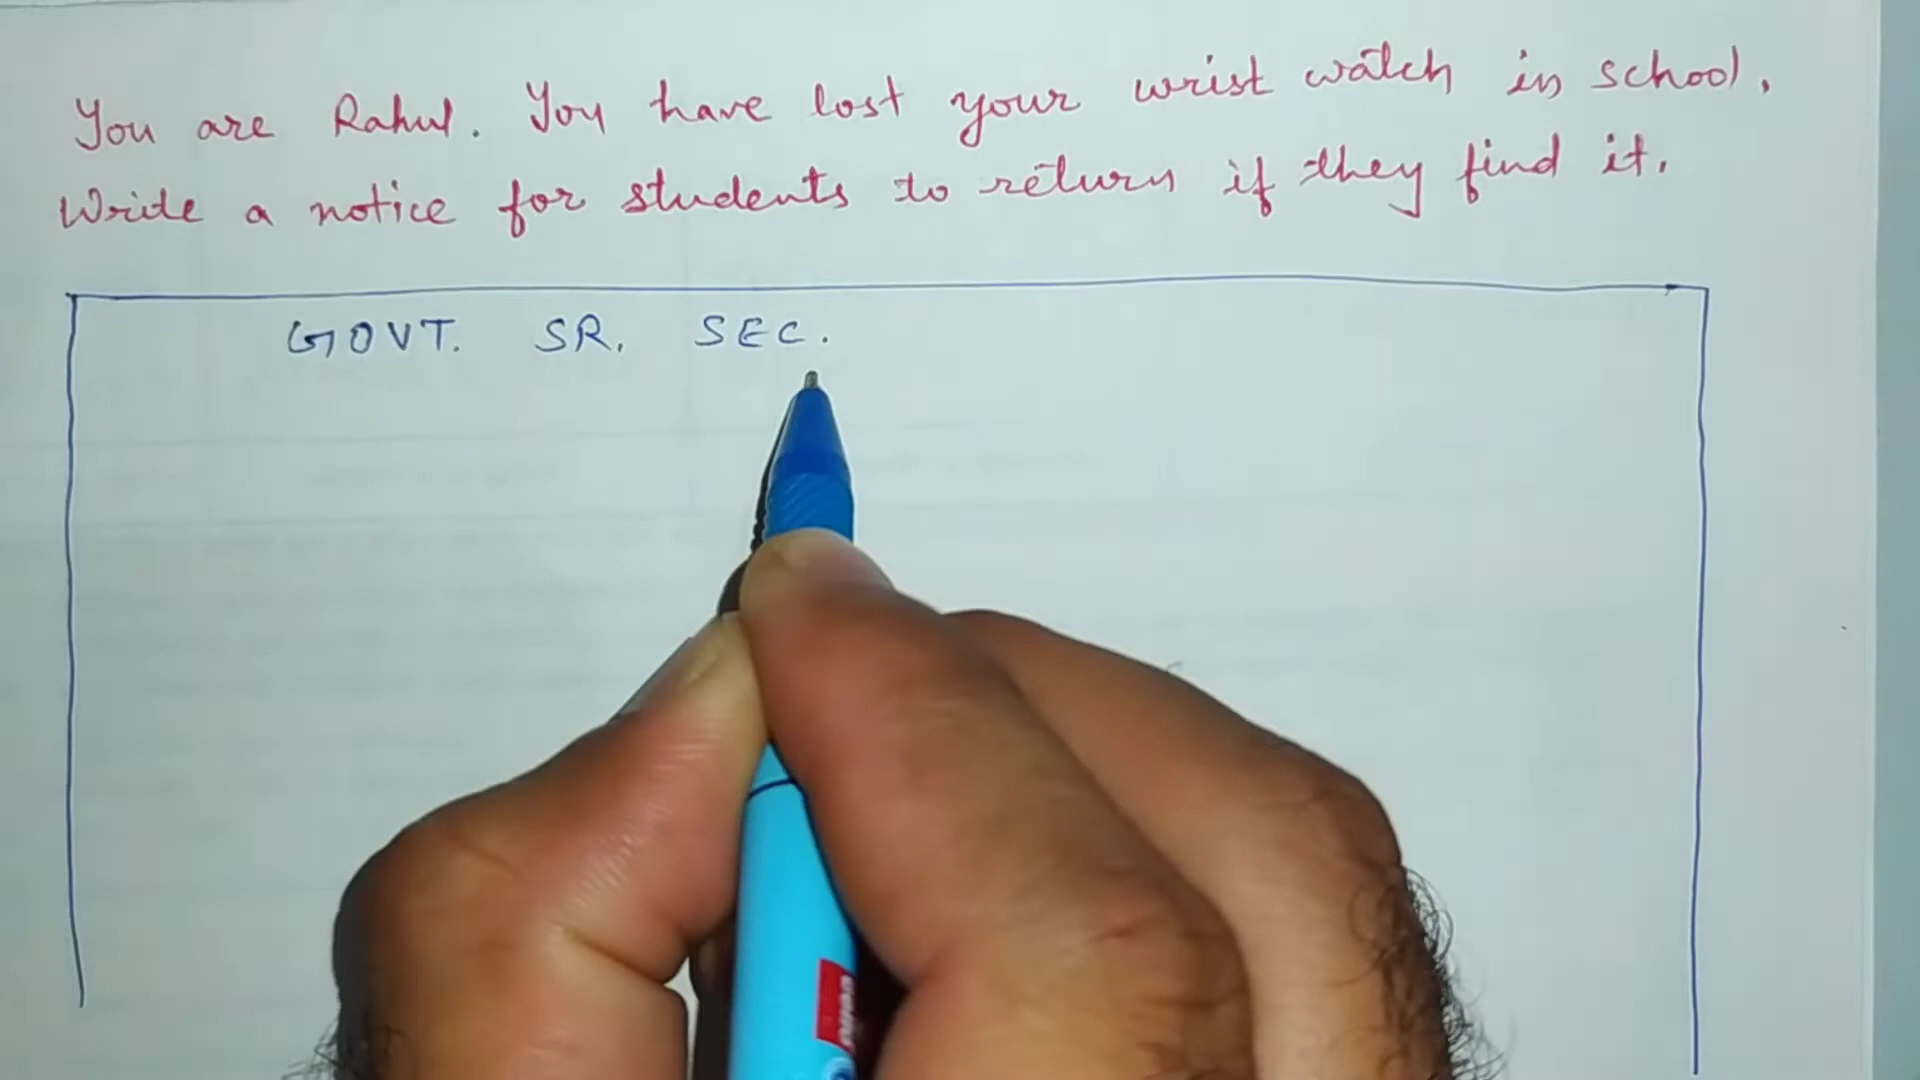 You are Rahul. You have lost your wrist watch in school.
Write a notice for students to return if they find it.
GOVT. SR. SEC.
cello